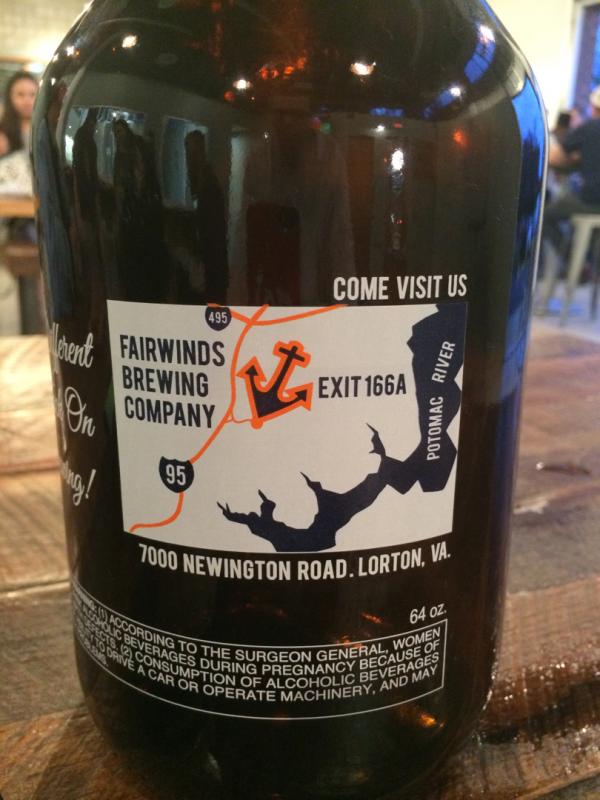 COME VISIT US
495
FAIRWINDS
BREWING
COMPANY
EXIT 166A
POTOMAC RIVER
95
7000 NEWINGTON ROAD. LORTON, VA.
On
64 oz.
(1) ACCORDING TO THE SURGEON GENERAL, WOMEN
ALCOHOLIC BEVERAGES DURING PREGNANCY BECAUSE OF
(2) CONSUMPTION OF ALCOHOLIC BEVERAGES
TO DRIVE A CAR OR OPERATE MACHINERY, AND MAY